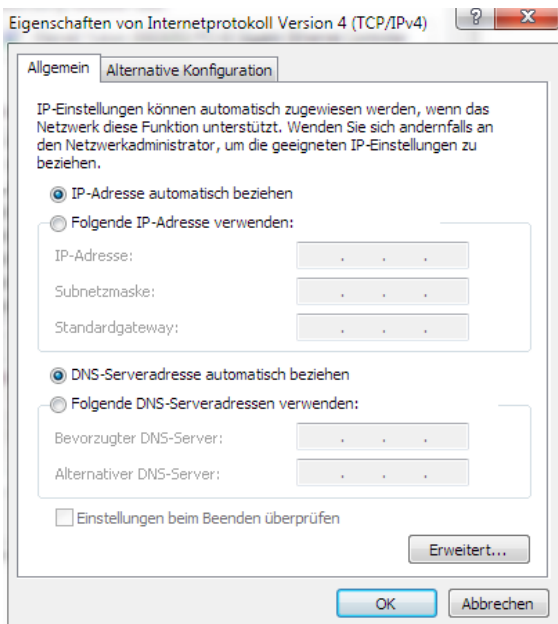 Eigenschaften von Internetprotokoll Version 4 (TCP/IPv4)
?
Allgemein
Alternative Konfiguration
IP-Einstellungen können automatisch zugewiesen werden, wenn das
Netzwerk diese Funktion unterstützt. Wenden Sie sich andernfalls an
den Netzwerkadministrator, um die geeigneten IP-Einstellungen zu
beziehen.
IP-Adresse automatisch beziehen
Folgende IP-Adresse verwenden:
IP-Adresse: . . .
Subnetzmaske: . . .
Standardgateway: . . .
DNS-Serveradresse automatisch beziehen
Folgende DNS-Serveradressen verwenden:
Bevorzugter DNS-Server: . . .
Alternativer DNS-Server: . . .
Einstellungen beim Beenden überprüfen
Erweitert...
OK
Abbrechen